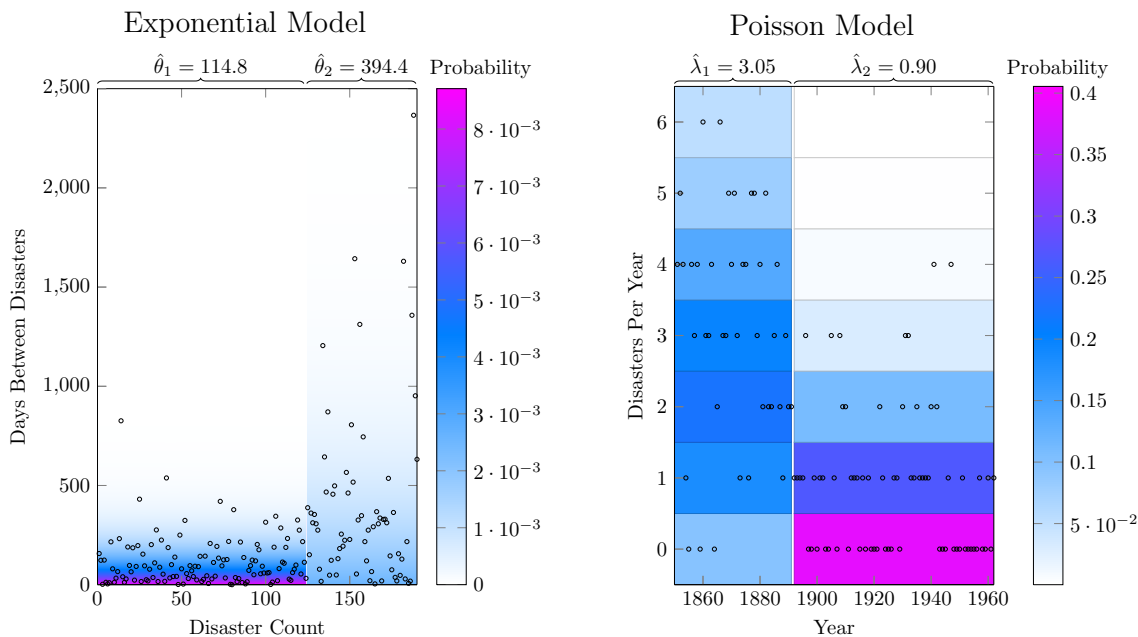 Exponential Model
θ̂₁ = 114.8
θ̂₂ = 394.4
Probability
2,500
2,000
1,500
1,000
500
0
Days Between Disasters
0
50
100
150
Disaster Count
8 · 10⁻³
7 · 10⁻³
6 · 10⁻³
5 · 10⁻³
4 · 10⁻³
3 · 10⁻³
2 · 10⁻³
1 · 10⁻³
0
Poisson Model
λ̂₁ = 3.05
λ̂₂ = 0.90
Probability
6
5
4
3
2
1
0
Disasters Per Year
1860
1880
1900
1920
1940
1960
Year
0.4
0.35
0.3
0.25
0.2
0.15
0.1
5 · 10⁻²